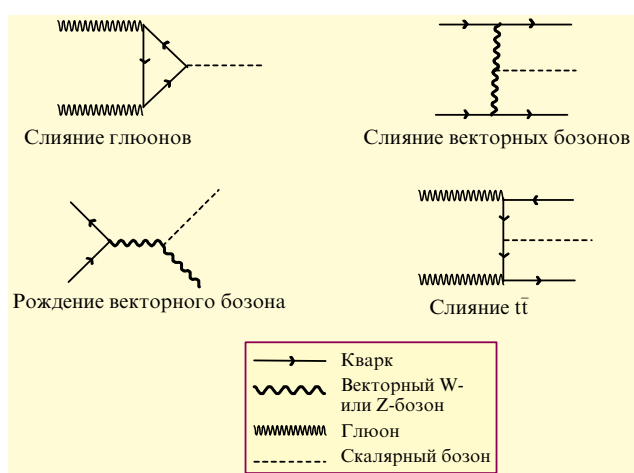 Слияние глюонов
Слияние векторных бозонов
Рождение векторного бозона
Слияние tt̄
Кварк
Векторный W-
или Z-бозон
Глюон
Скалярный бозон